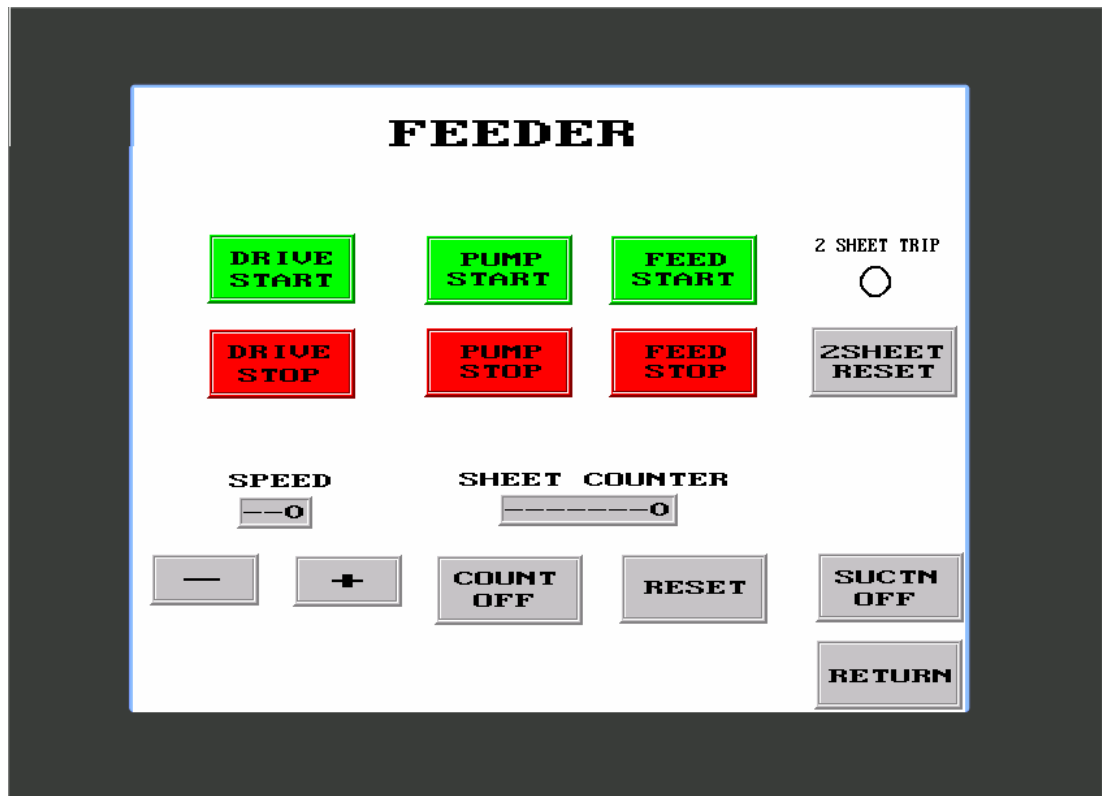 FEEDER
DRIVE
START
PUMP
START
FEED
START
2 SHEET TRIP
DRIVE
STOP
PUMP
STOP
FEED
STOP
2SHEET
RESET
SPEED
--0
SHEET COUNTER
-------0
-
+
COUNT
OFF
RESET
SUCTN
OFF
RETURN